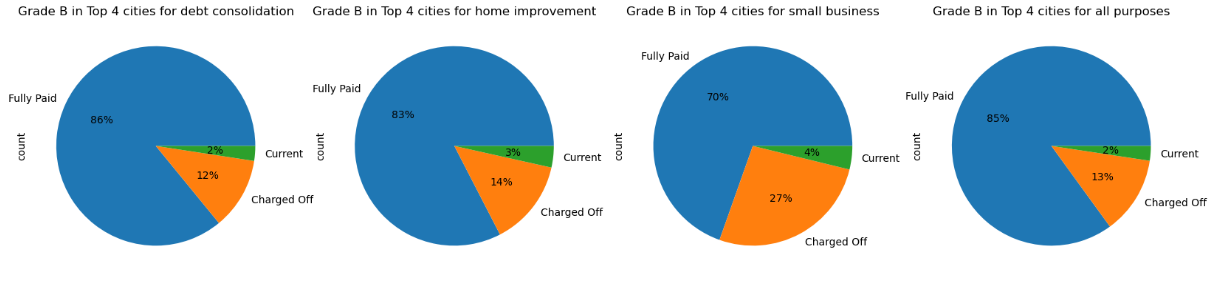 Grade B in Top 4 cities for debt consolidation
Fully Paid
86%
2%
Current
12%
Charged Off
count
Grade B in Top 4 cities for home improvement
Fully Paid
83%
3%
Current
14%
Charged Off
count
Grade B in Top 4 cities for small business
Fully Paid
70%
4%
Current
27%
Charged Off
count
Grade B in Top 4 cities for all purposes
Fully Paid
85%
2%
Current
13%
Charged Off
count